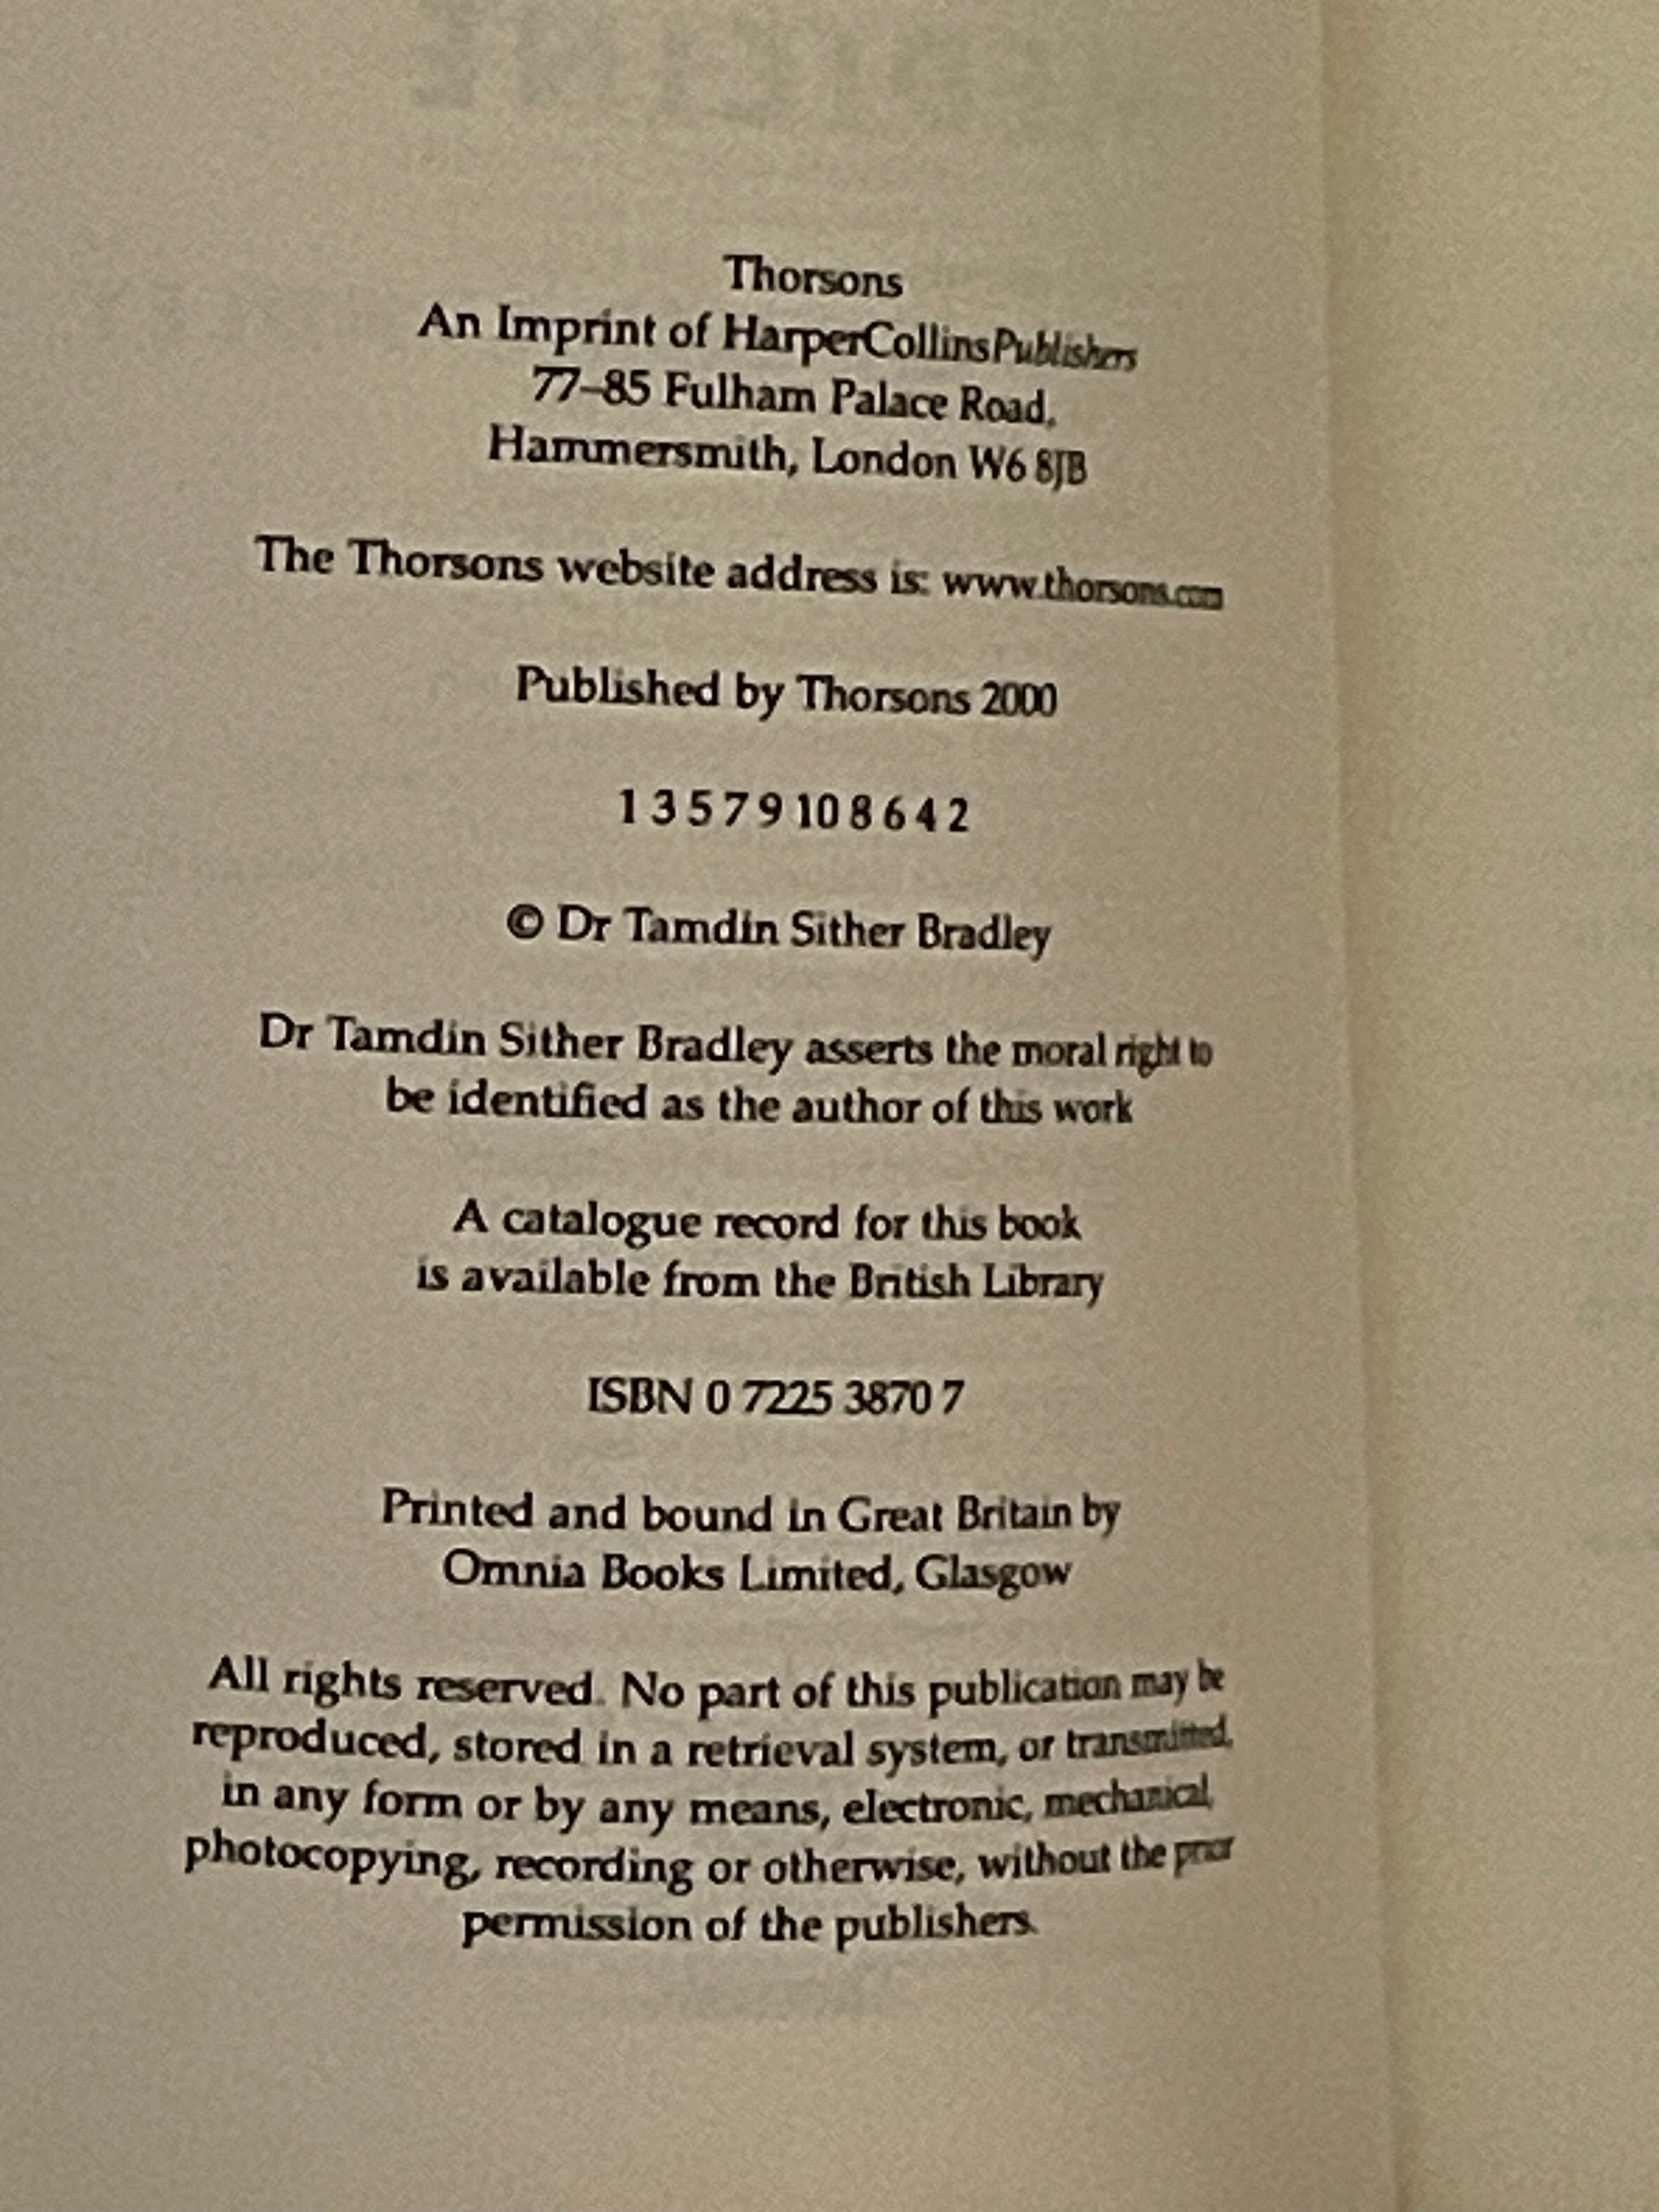 Thorsons
An Imprint of HarperCollinsPublishers
77–85 Fulham Palace Road,
Hammersmith, London W6 8JB
The Thorsons website address is: www.thorsons.com
Published by Thorsons 2000
1 3 5 7 9 10 8 6 4 2
© Dr Tamdin Sither Bradley
Dr Tamdin Sither Bradley asserts the moral right to
be identified as the author of this work
A catalogue record for this book
is available from the British Library
ISBN 0 7225 3870 7
Printed and bound in Great Britain by
Omnia Books Limited, Glasgow
All rights reserved. No part of this publication may be
reproduced, stored in a retrieval system, or transmitted,
in any form or by any means, electronic, mechanical,
photocopying, recording or otherwise, without the prior
permission of the publishers.